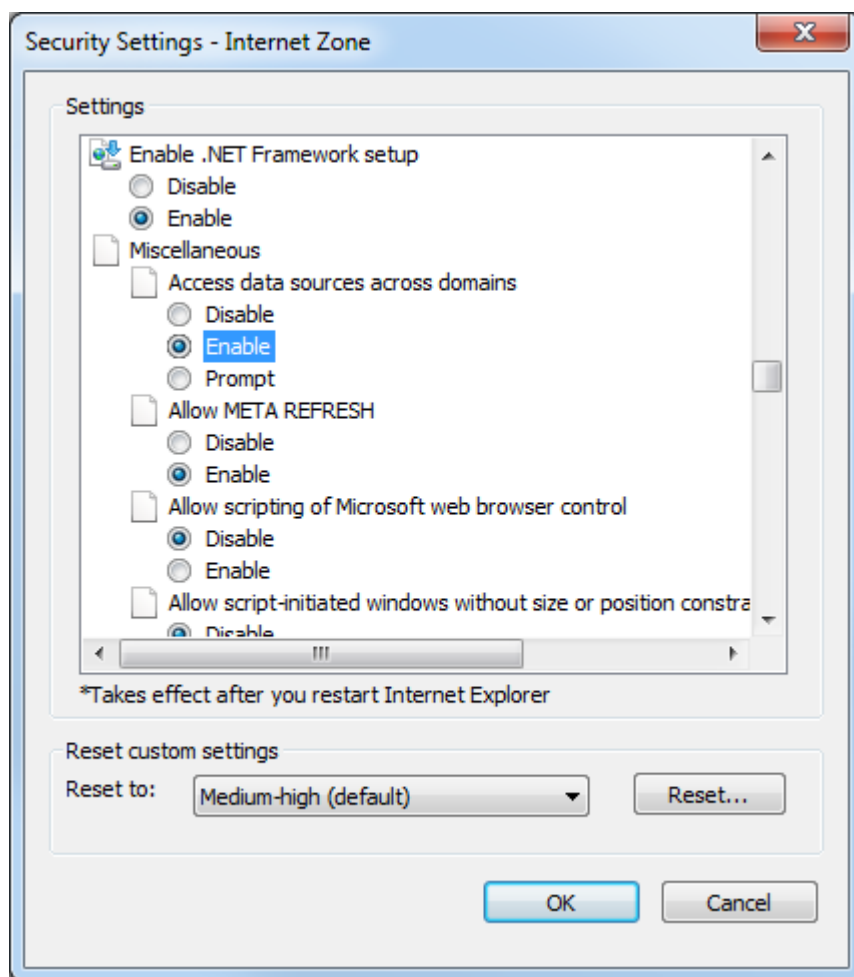 Security Settings - Internet Zone
Settings
Enable .NET Framework setup
Disable
Enable
Miscellaneous
Access data sources across domains
Disable
Enable
Prompt
Allow META REFRESH
Disable
Enable
Allow scripting of Microsoft web browser control
Disable
Enable
Allow script-initiated windows without size or position constra
Disable
*Takes effect after you restart Internet Explorer
Reset custom settings
Reset to: Medium-high (default) Reset...
OK Cancel